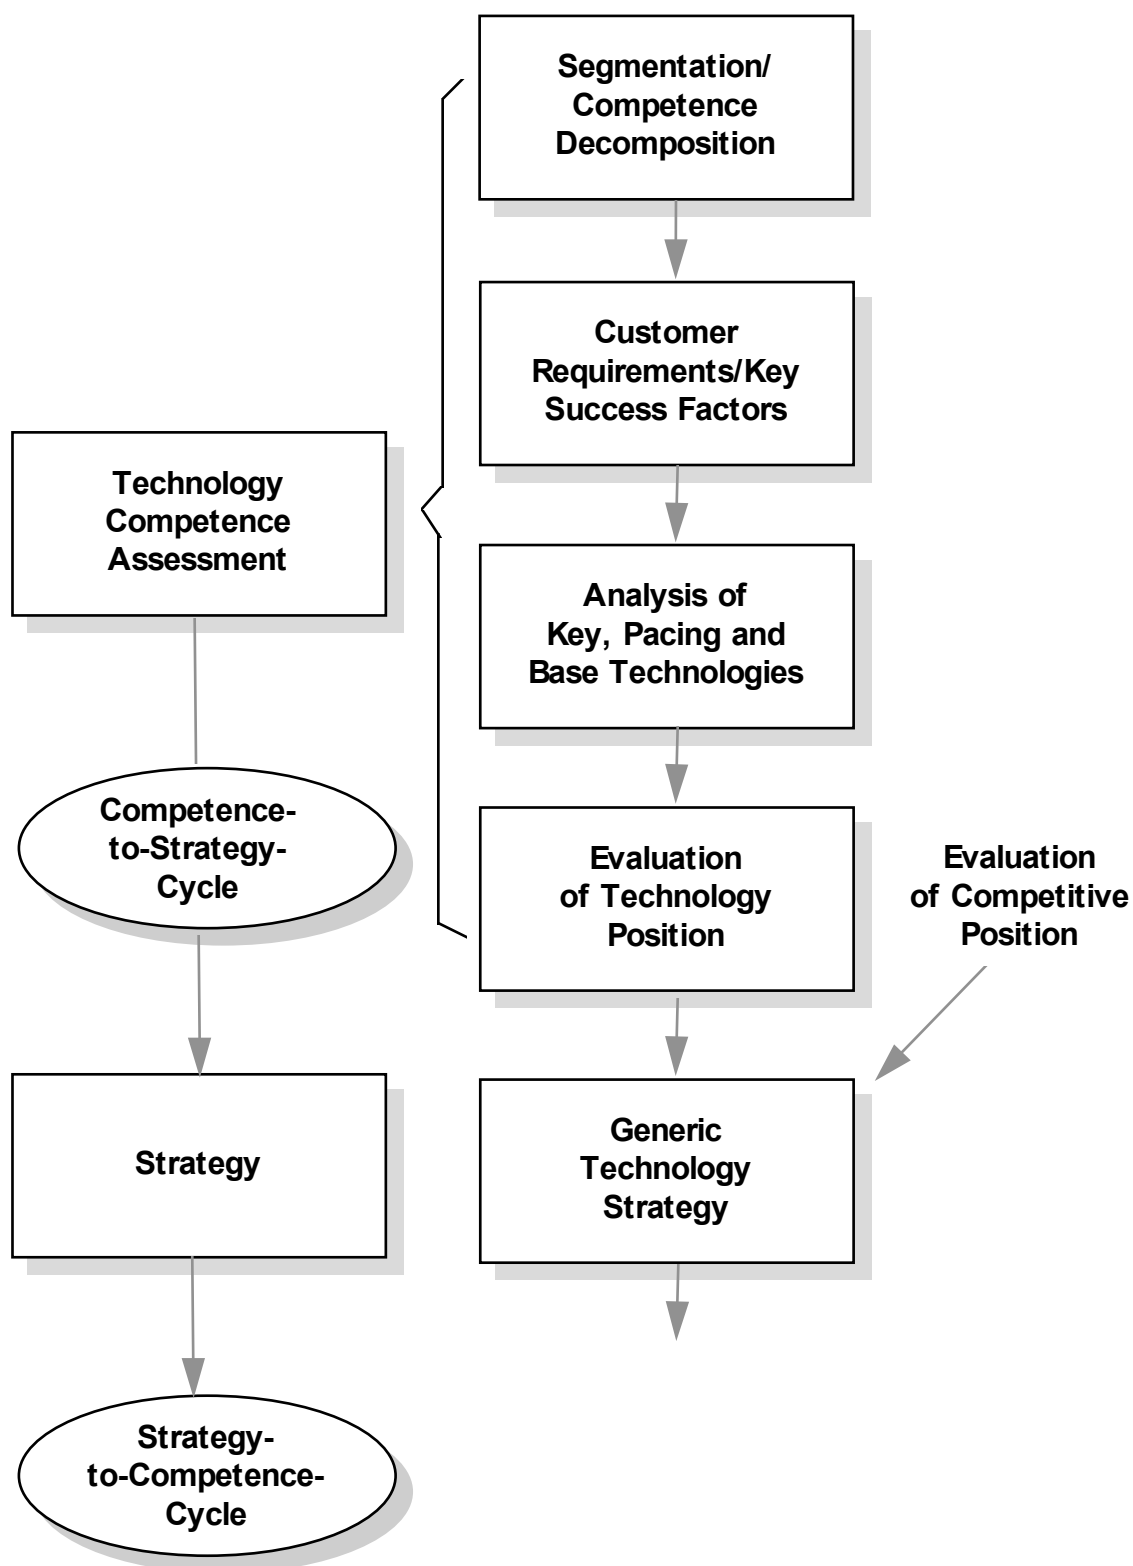 Segmentation/
Competence
Decomposition
Customer
Requirements/Key
Success Factors
Technology
Competence
Assessment
Analysis of
Key, Pacing and
Base Technologies
Competence-
to-Strategy-
Cycle
Evaluation
of Technology
Position
Evaluation
of Competitive
Position
Strategy
Generic
Technology
Strategy
Strategy-
to-Competence-
Cycle